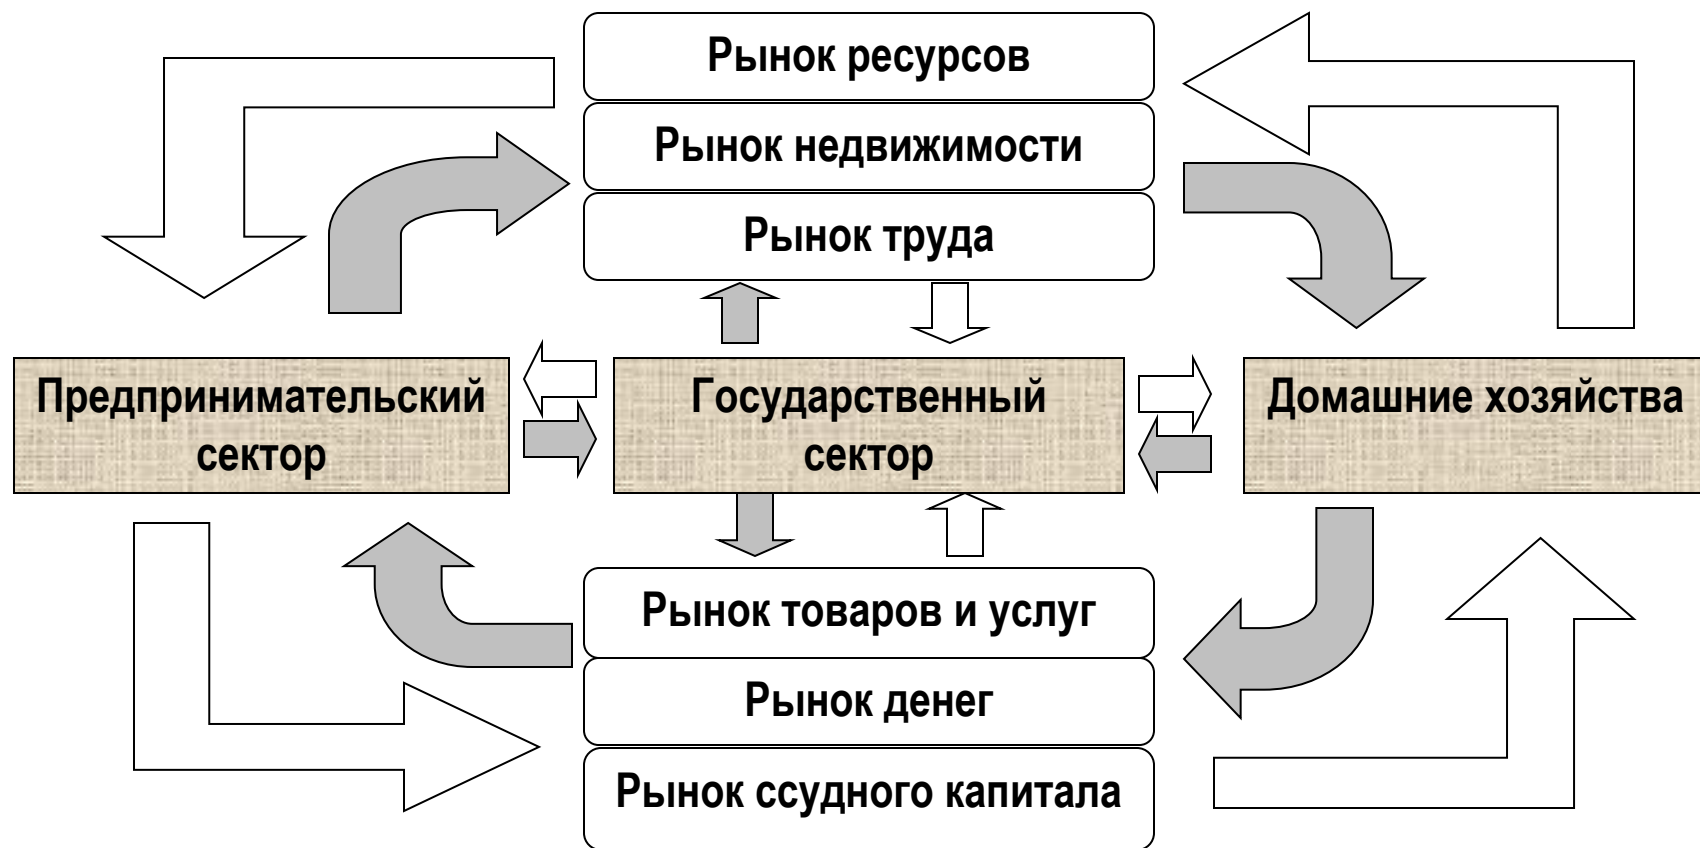 Рынок ресурсов
Рынок недвижимости
Рынок труда
Предпринимательский
сектор
Государственный
сектор
Домашние хозяйства
Рынок товаров и услуг
Рынок денег
Рынок ссудного капитала